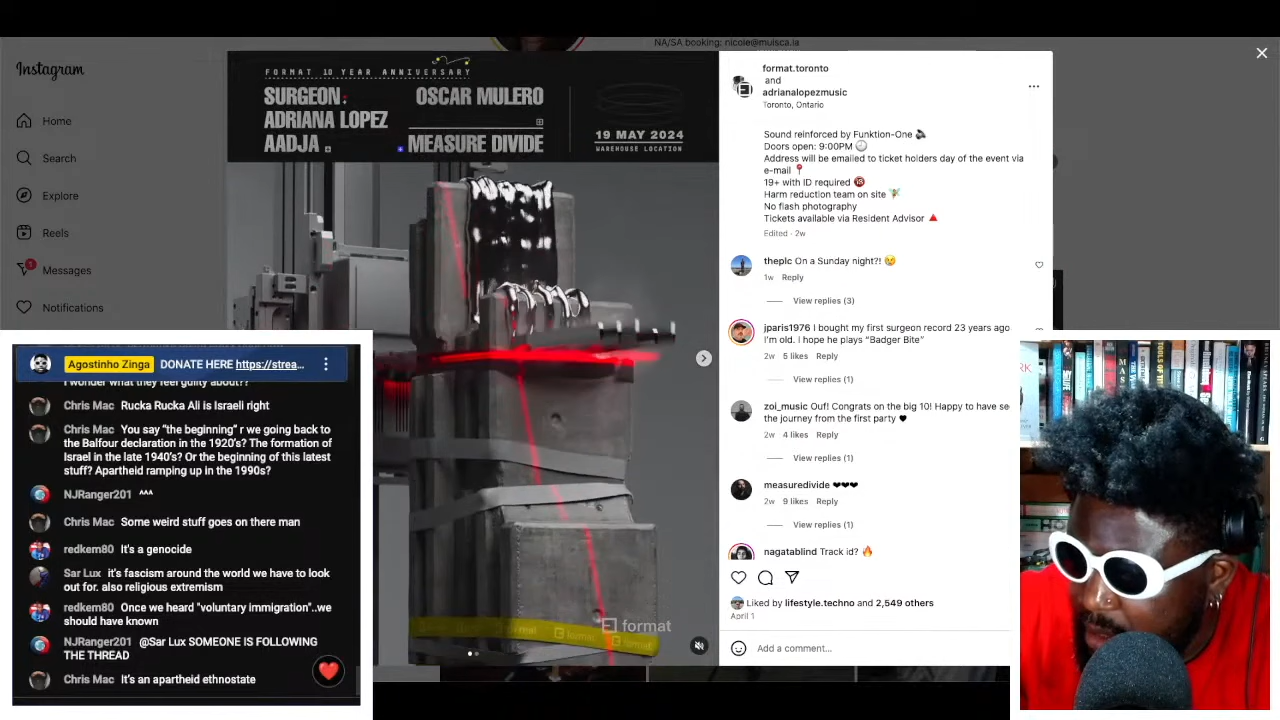 NA/SA booking: nicole@muisca.la
Instagram
Home
Search
Explore
Reels
1
Messages
Notifications
FORMAT 10 YEAR ANNIVERSARY
SURGEON
ADRIANA LOPEZ
AADJA
OSCAR MULERO
MEASURE DIVIDE
19 MAY 2024
WAREHOUSE LOCATION
format
format
format
format.toronto
and
adrianalopezmusic
Toronto, Ontario
Sound reinforced by Funktion-One 🔊
Doors open: 9:00PM 🕘
Address will be emailed to ticket holders day of the event via
e-mail 📍
19+ with ID required 🔞
Harm reduction team on site 🧚
No flash photography
Tickets available via Resident Advisor 🔺
Edited · 2w
theplc On a Sunday night?! 😢
1w Reply
View replies (3)
jparis1976 I bought my first surgeon record 23 years ago
I'm old. I hope he plays "Badger Bite"
2w 5 likes Reply
View replies (1)
zoi_music Ouf! Congrats on the big 10! Happy to have se
the journey from the first party 🖤
2w 4 likes Reply
View replies (1)
measuredivide ❤❤❤
2w 9 likes Reply
View replies (1)
nagatablind Track id? 🔥
Liked by lifestyle.techno and 2,549 others
April 1
Add a comment...
Agostinho Zinga DONATE HERE https://strea...
I wonder what they feel guilty about??
Chris Mac Rucka Rucka Ali is Israeli right
Chris Mac You say "the beginning" r we going back to
the Balfour declaration in the 1920's? The formation of
Israel in the late 1940's? Or the beginning of this latest
stuff? Apartheid ramping up in the 1990s?
NJRanger201 ^^^
Chris Mac Some weird stuff goes on there man
redkem80 It's a genocide
Sar Lux it's fascism around the world we have to look
out for. also religious extremism
redkem80 Once we heard "voluntary immigration"..we
should have known
NJRanger201 @Sar Lux SOMEONE IS FOLLOWING
THE THREAD
Chris Mac It's an apartheid ethnostate